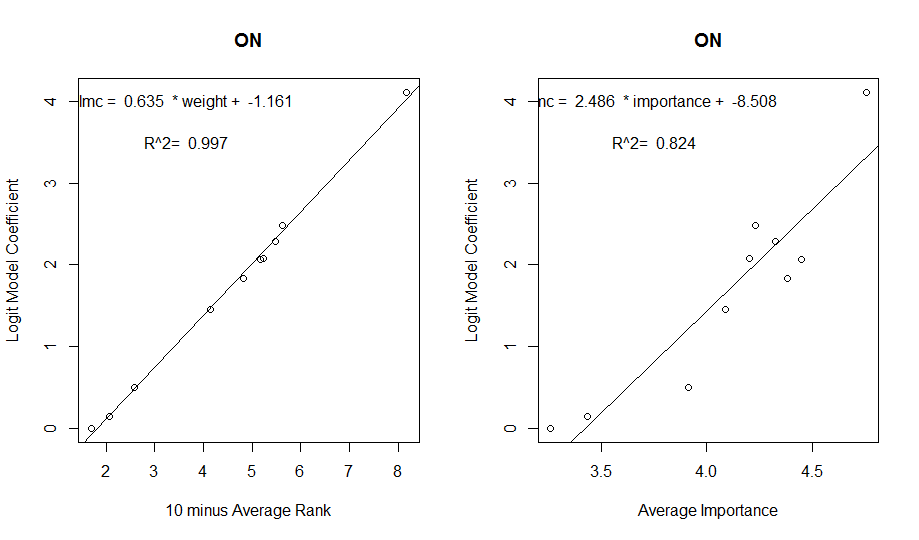 ON
lmc = 0.635 * weight + -1.161
R^2= 0.997
Logit Model Coefficient
0
1
2
3
4
2 3 4 5 6 7 8
10 minus Average Rank
ON
mc = 2.486 * importance + -8.508
R^2= 0.824
Logit Model Coefficient
0
1
2
3
4
3.5 4.0 4.5
Average Importance